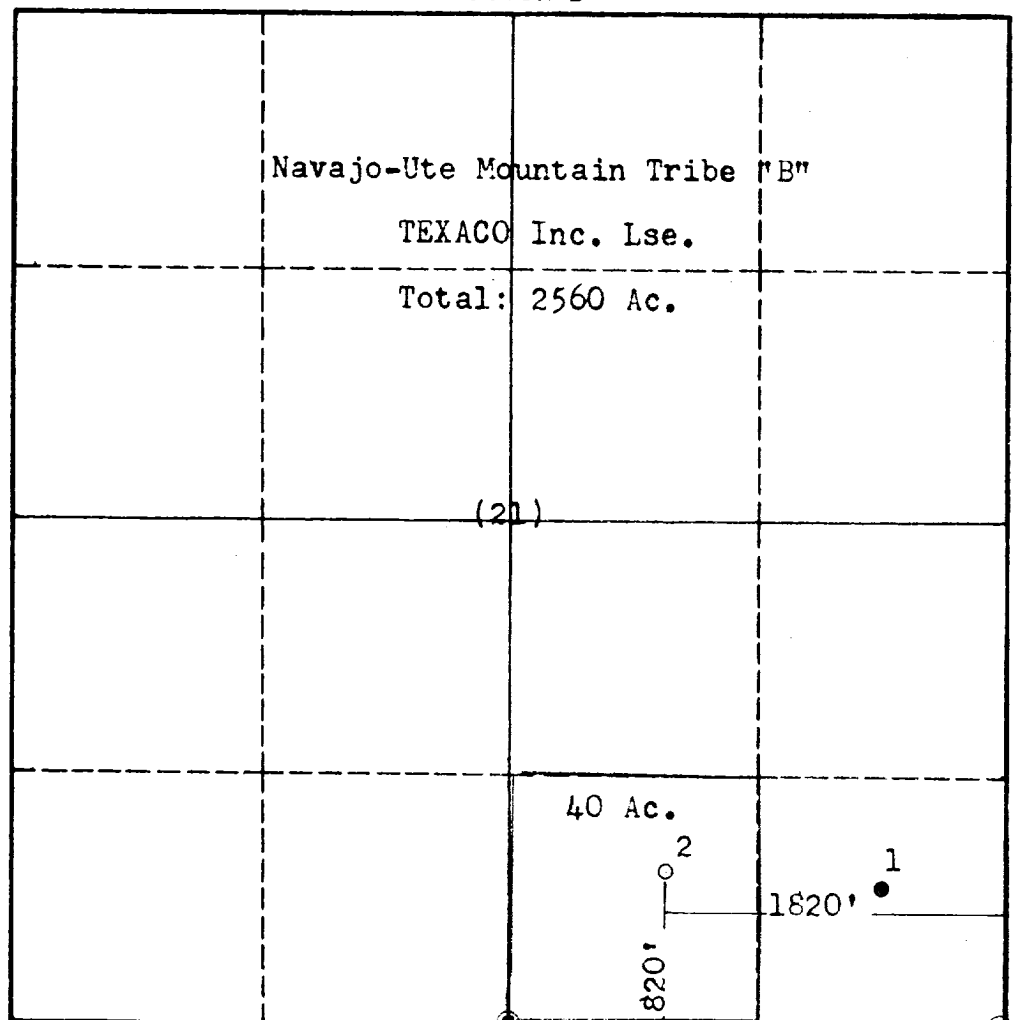 Navajo-Ute Mountain Tribe "B"
TEXACO Inc. Lse.
Total: 2560 Ac.
(21)
40 Ac.
2
1
1820'
820'